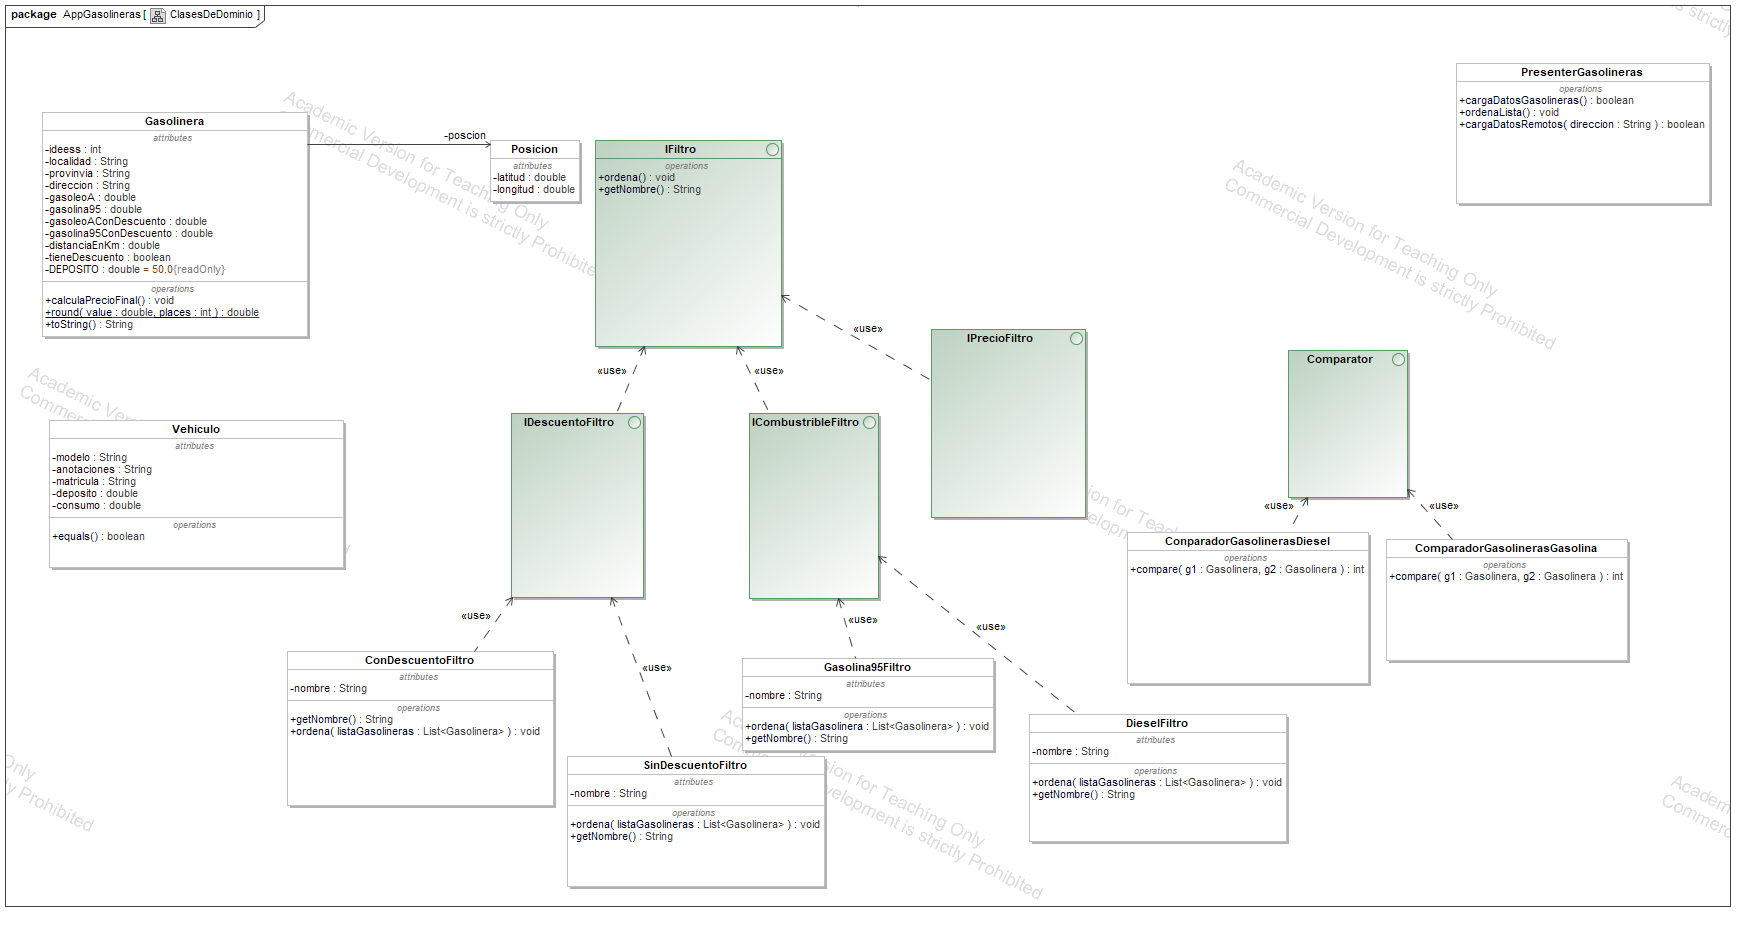 package AppGasolineras [ ClasesDeDominio ]
Gasolinera
attributes
-ideess : int
-localidad : String
-provinvia : String
-direccion : String
-gasoleoA : double
-gasolina95 : double
-gasoleoAConDescuento : double
-gasolina95ConDescuento : double
-distanciaEnKm : double
-tieneDescuento : boolean
-DEPOSITO : double = 50.0{readOnly}
operations
+calculaPrecioFinal() : void
+round( value : double, places : int ) : double
+toString() : String
-poscion
Posicion
attributes
-latitud : double
-longitud : double
IFiltro
operations
+ordena() : void
+getNombre() : String
PresenterGasolineras
operations
+cargaDatosGasolineras() : boolean
+ordenaLista() : void
+cargaDatosRemotos( direccion : String ) : boolean
Vehiculo
attributes
-modelo : String
-anotaciones : String
-matricula : String
-deposito : double
-consumo : double
operations
+equals() : boolean
«use»
«use»
«use»
IDescuentoFiltro
ICombustribleFiltro
IPrecioFiltro
Comparator
«use»
«use»
ConparadorGasolinerasDiesel
operations
+compare( g1 : Gasolinera, g2 : Gasolinera ) : int
ComparadorGasolinerasGasolina
operations
+compare( g1 : Gasolinera, g2 : Gasolinera ) : int
«use»
«use»
«use»
«use»
ConDescuentoFiltro
attributes
-nombre : String
operations
+getNombre() : String
+ordena( listaGasolineras : List<Gasolinera> ) : void
SinDescuentoFiltro
attributes
-nombre : String
operations
+ordena( listaGasolineras : List<Gasolinera> ) : void
+getNombre() : String
Gasolina95Filtro
attributes
-nombre : String
operations
+ordena( listaGasolinera : List<Gasolinera> ) : void
+getNombre() : String
DieselFiltro
attributes
-nombre : String
operations
+ordena( listaGasolineras : List<Gasolinera> ) : void
+getNombre() : String
Academic Version for Teaching Only
Commercial Development is strictly Prohibited